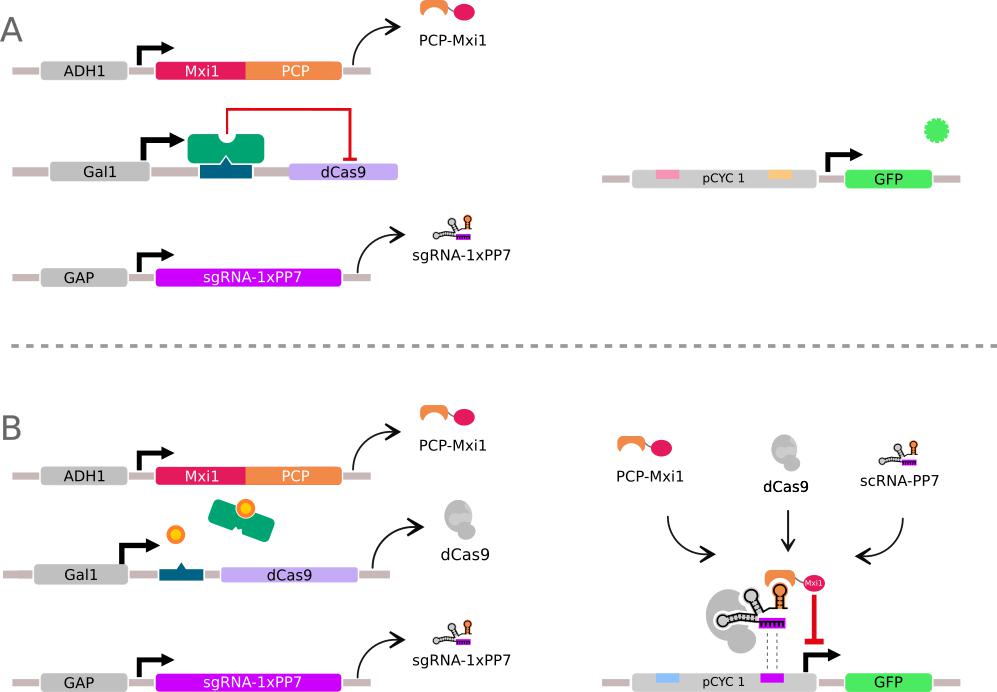 A
PCP-Mxi1
ADH1
Mxi1
PCP
Gal1
dCas9
pCYC 1
GFP
sgRNA-1xPP7
GAP
sgRNA-1xPP7
B
PCP-Mxi1
ADH1
Mxi1
PCP
PCP-Mxi1
dCas9
scRNA-PP7
dCas9
Gal1
dCas9
Mxi1
sgRNA-1xPP7
GAP
sgRNA-1xPP7
pCYC 1
GFP